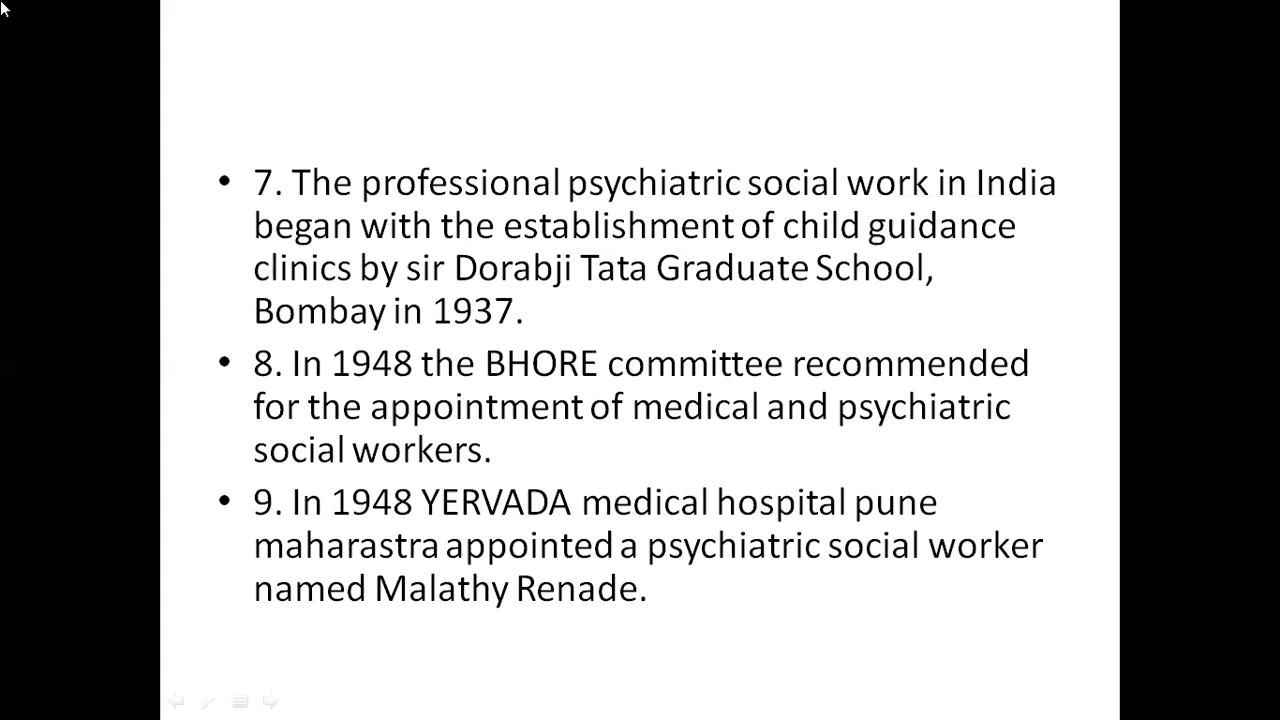 • 7. The professional psychiatric social work in India
began with the establishment of child guidance
clinics by sir Dorabji Tata Graduate School,
Bombay in 1937.
• 8. In 1948 the BHORE committee recommended
for the appointment of medical and psychiatric
social workers.
• 9. In 1948 YERVADA medical hospital pune
maharastra appointed a psychiatric social worker
named Malathy Renade.